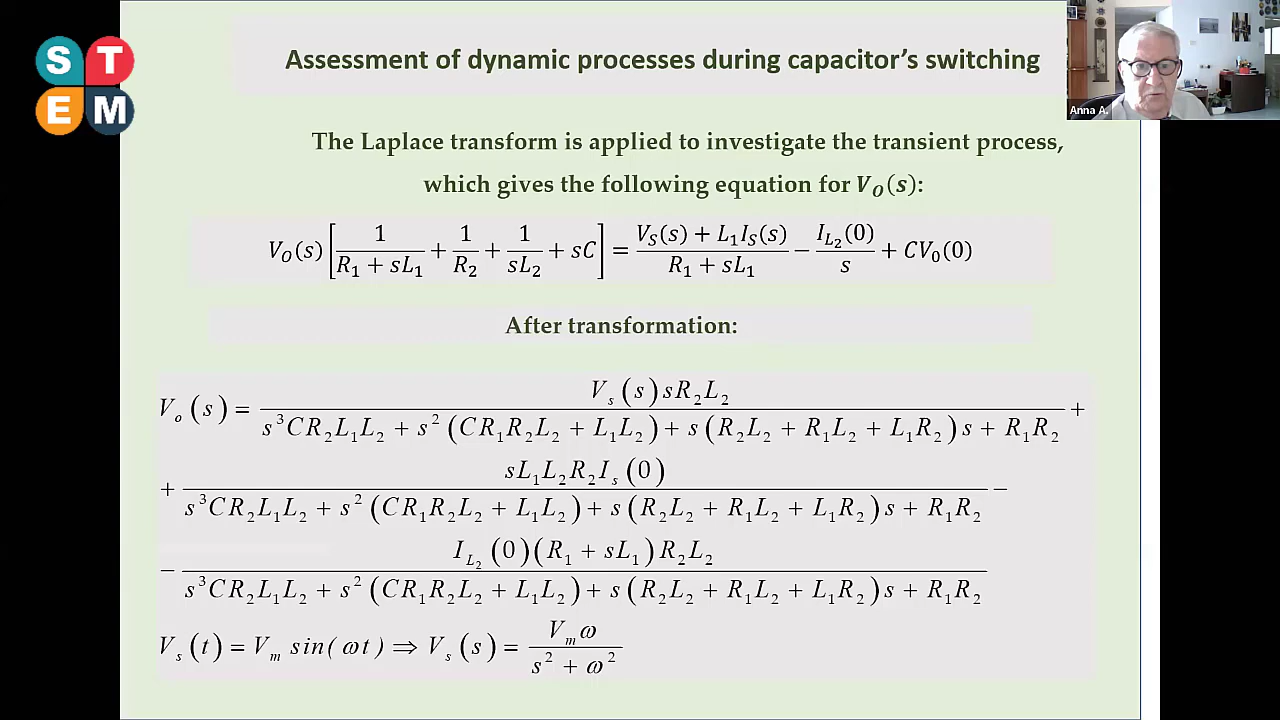 S T
E M
Assessment of dynamic processes during capacitor's switching
Anna A.
The Laplace transform is applied to investigate the transient process,
which gives the following equation for V_O(s):
V_O(s) [ 1/(R_1 + sL_1) + 1/R_2 + 1/(sL_2) + sC ] = (V_S(s) + L_1I_S(s))/(R_1 + sL_1) − I_{L_2}(0)/s + CV_0(0)
After transformation:
V_o(s) = V_s(s)sR_2L_2 / (s^3CR_2L_1L_2 + s^2(CR_1R_2L_2 + L_1L_2) + s(R_2L_2 + R_1L_2 + L_1R_2)s + R_1R_2) +
+ sL_1L_2R_2I_s(0) / (s^3CR_2L_1L_2 + s^2(CR_1R_2L_2 + L_1L_2) + s(R_2L_2 + R_1L_2 + L_1R_2)s + R_1R_2) −
− I_{L_2}(0)(R_1 + sL_1)R_2L_2 / (s^3CR_2L_1L_2 + s^2(CR_1R_2L_2 + L_1L_2) + s(R_2L_2 + R_1L_2 + L_1R_2)s + R_1R_2)
V_s(t) = V_m sin(ωt) ⇒ V_s(s) = V_mω / (s^2 + ω^2)